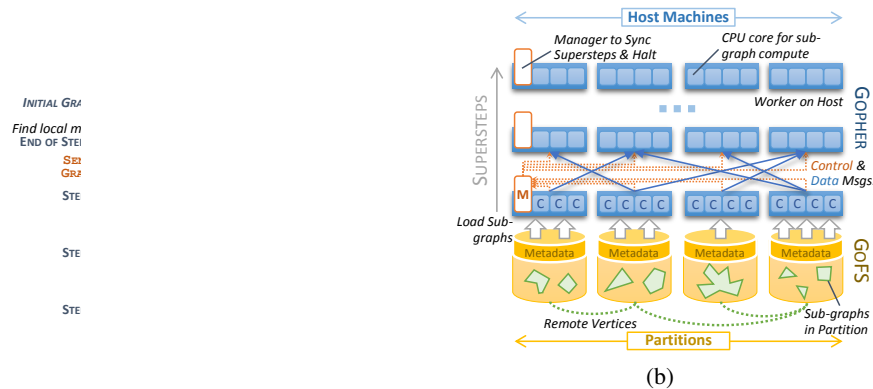 INITIAL GRA
Find local m
END OF STE
SE
GRA
STE
STE
STE
Host Machines
Manager to Sync
Supersteps & Halt
CPU core for sub-
graph compute
Worker on Host
GOPHER
SUPERSTEPS
Control &
Data Msgs
M C C C
C C C C
C C C C
C C C C
Load Sub-
graphs
Metadata
Metadata
Metadata
Metadata
GOFS
Remote Vertices
Sub-graphs
in Partition
Partitions
(b)